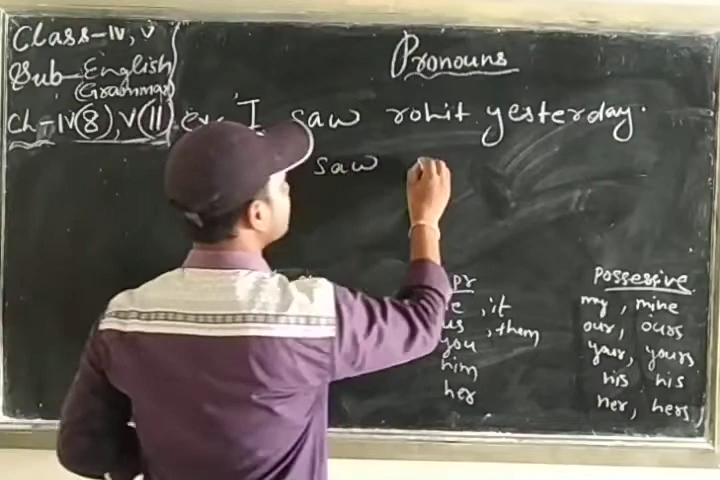 Class-IV, V
Sub-English
(Grammar)
Ch-IV(8), V(11)
Pronouns
ex I saw rohit yesterday.
saw
pr
, it
us, them
you
him
her
Possessive
my, mine
our, ours
your, yours
his his
her, hers